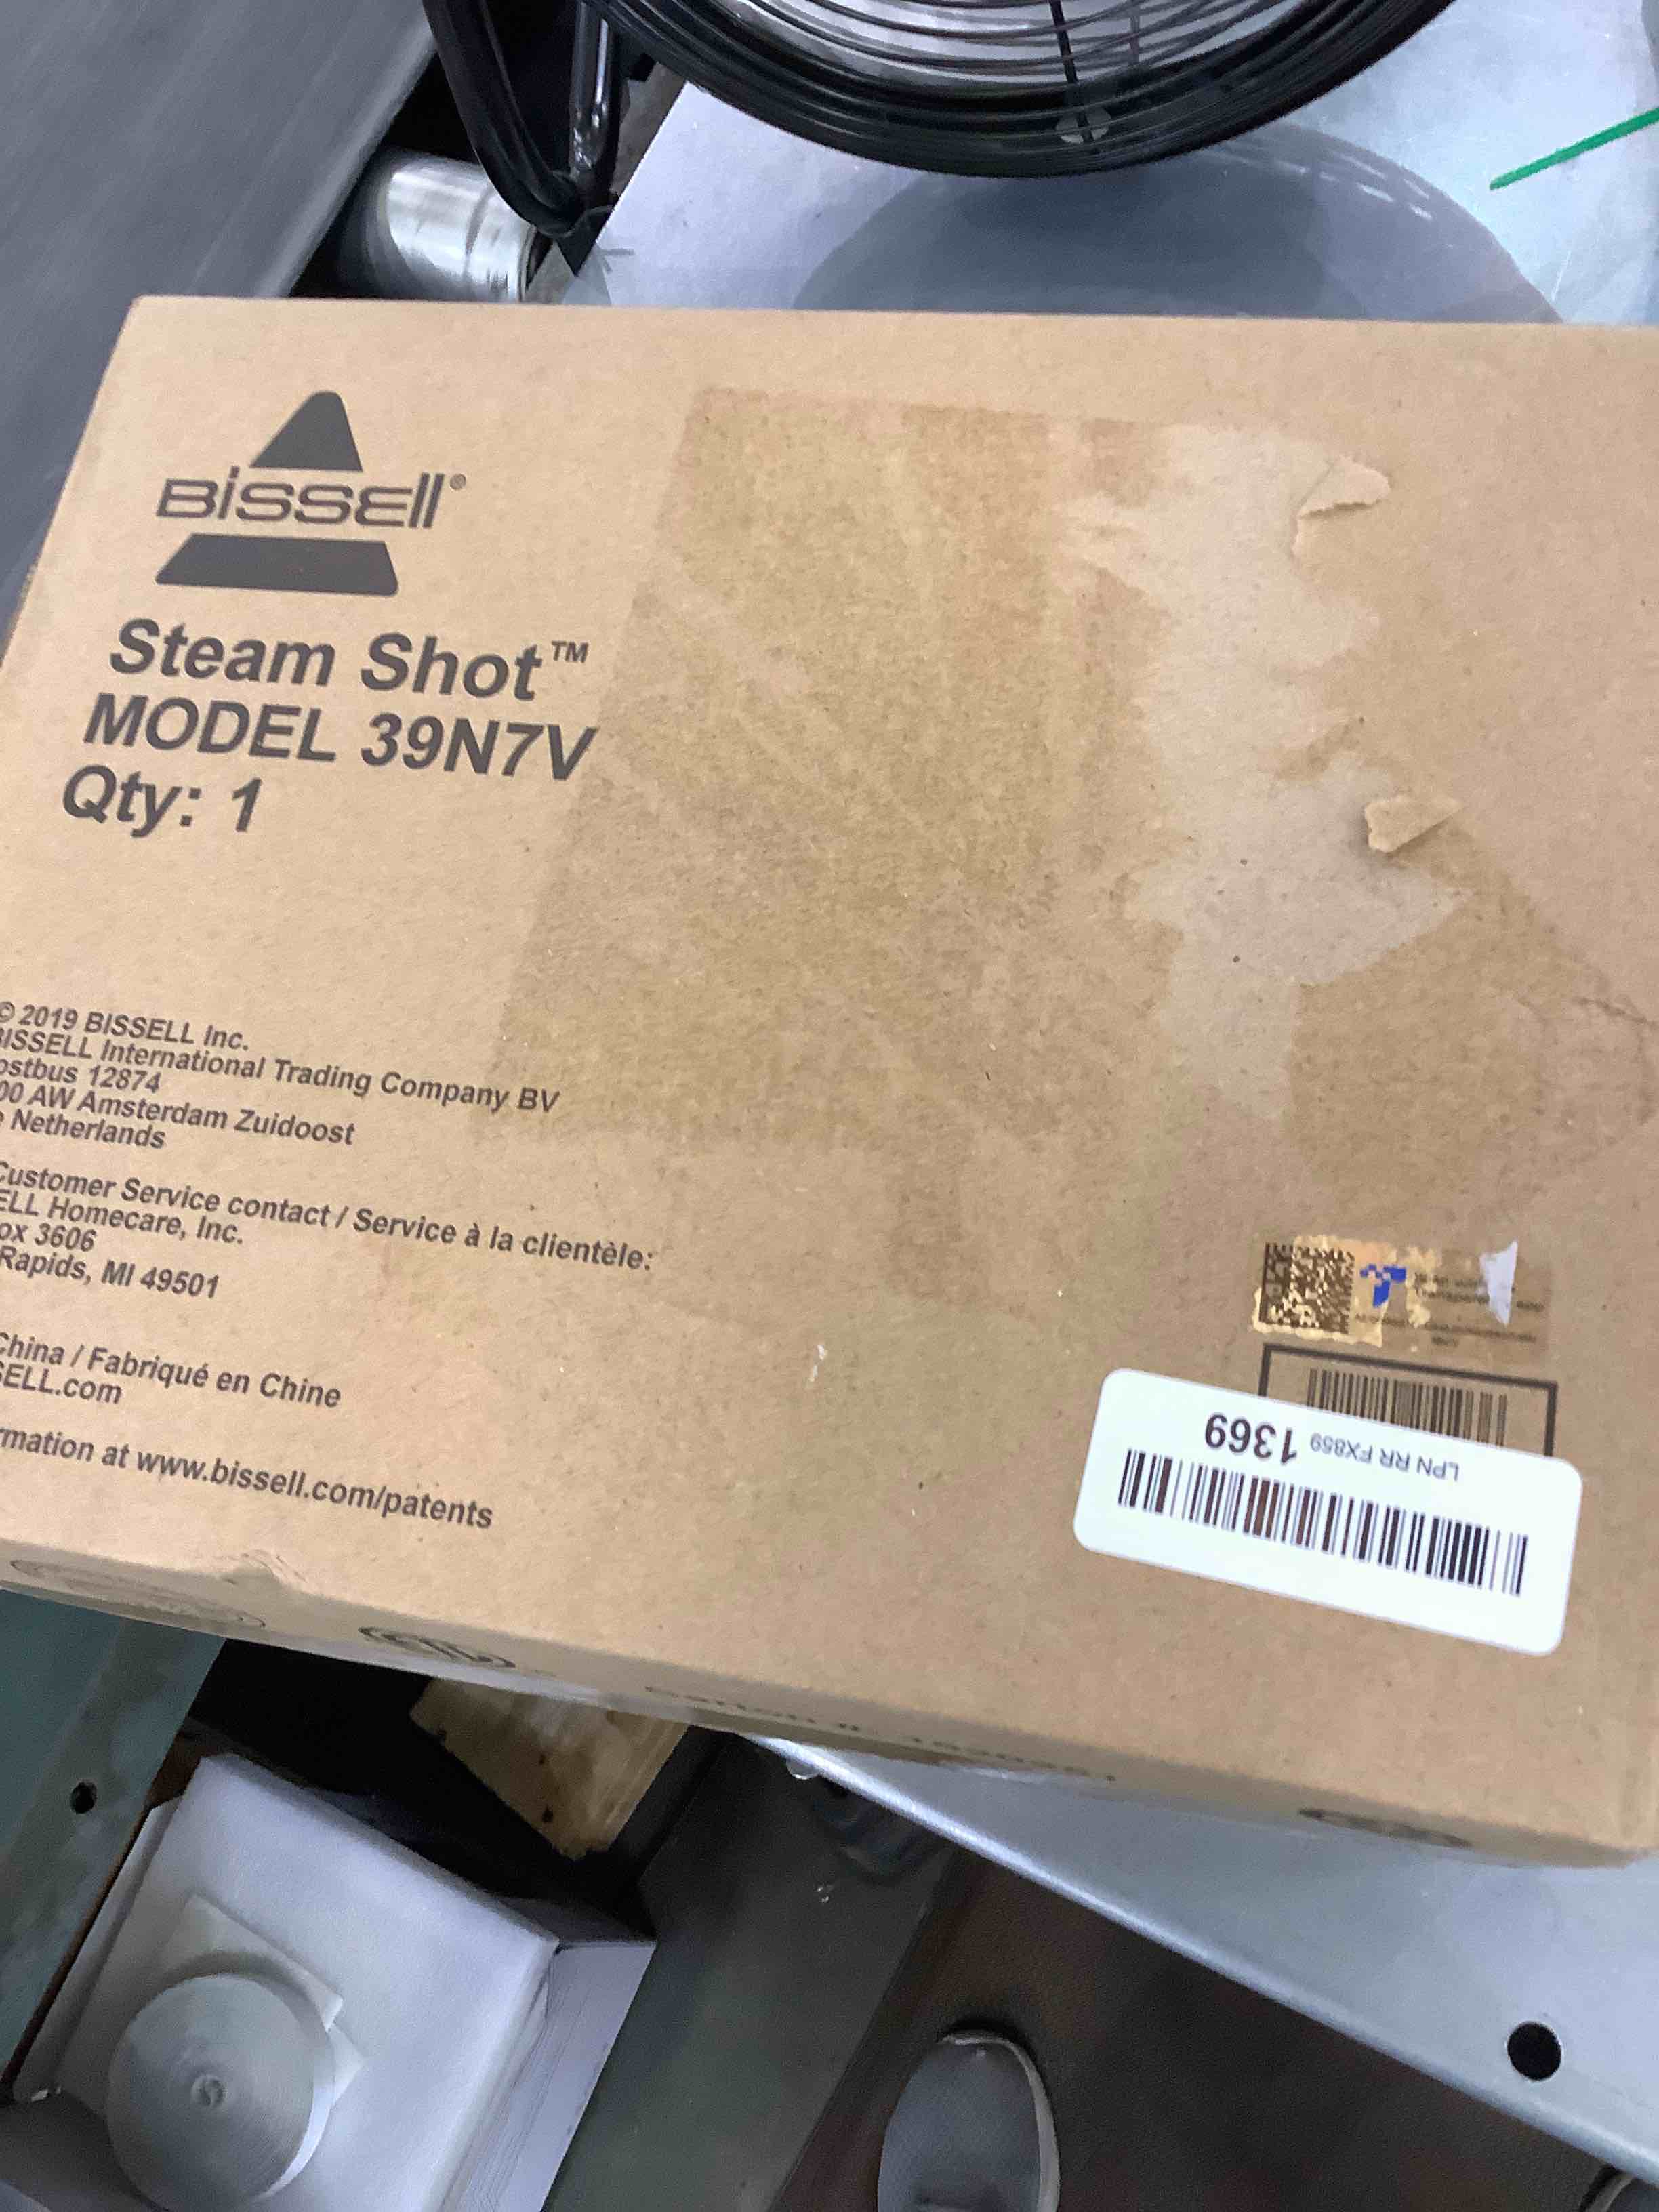 BISSELL®
Steam Shot™
MODEL 39N7V
Qty: 1
© 2019 BISSELL Inc.
BISSELL International Trading Company BV
ostbus 12874
00 AW Amsterdam Zuidoost
Netherlands
Customer Service contact / Service à la clientèle:
ELL Homecare, Inc.
ox 3606
Rapids, MI 49501
China / Fabriqué en Chine
SELL.com
rmation at www.bissell.com/patents
LPN RR FX859 1369